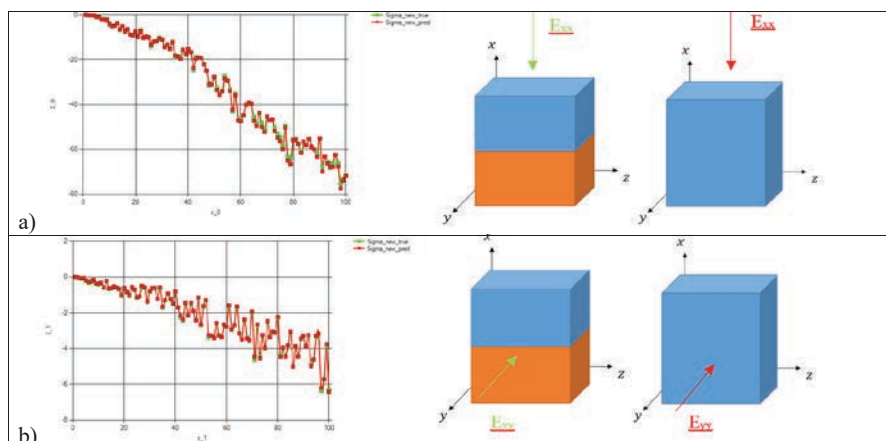 Sigma_new_true
Sigma_new_pred
0
-20
-40
-60
-80
0 20 40 60 80 100
Exx
Exx
x
x
z
z
y
y
a)
Sigma_new_true
Sigma_new_pred
2
0
-2
-4
-6
-8
0 20 40 60 80 100
x
x
z
z
y
Eyy
y
Eyy
b)